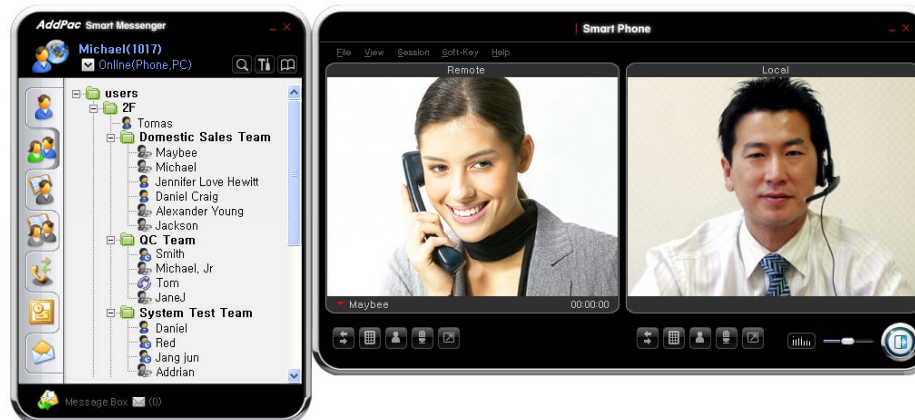 AddPac Smart Messenger
Michael(1017)
Online(Phone,PC)
users
2F
Tomas
Domestic Sales Team
Maybee
Michael
Jennifer Love Hewitt
Daniel Craig
Alexander Young
Jackson
QC Team
Smith
Michael, Jr
Tom
JaneJ
System Test Team
Daniel
Red
Jang jun
Addrian
Message Box (0)
Smart Phone
File View Session Soft-Key Help
Remote
Local
Maybee 00:00:00